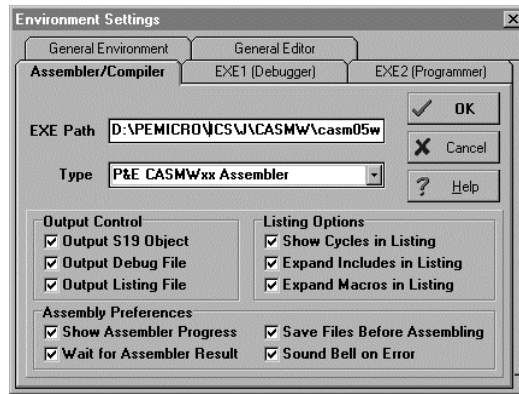 Environment Settings
General Environment
General Editor
Assembler/Compiler
EXE1 (Debugger)
EXE2 (Programmer)
EXE Path
D:\PEMICRO\ICS\J\CASMW\casm05w
Type
P&E CASMWxx Assembler
OK
Cancel
Help
Output Control
Output S19 Object
Output Debug File
Output Listing File
Listing Options
Show Cycles in Listing
Expand Includes in Listing
Expand Macros in Listing
Assembly Preferences
Show Assembler Progress
Wait for Assembler Result
Save Files Before Assembling
Sound Bell on Error